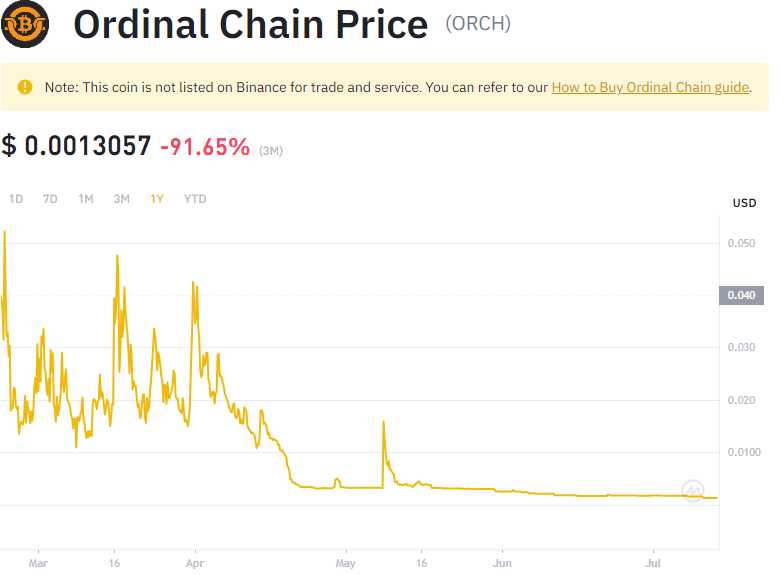 Ordinal Chain Price (ORCH)
Note: This coin is not listed on Binance for trade and service. You can refer to our How to Buy Ordinal Chain guide.
$ 0.0013057 -91.65% (3M)
1D 7D 1M 3M 1Y YTD
USD
0.050
0.040
0.030
0.020
0.0100
Mar 16 Apr May 16 Jun Jul